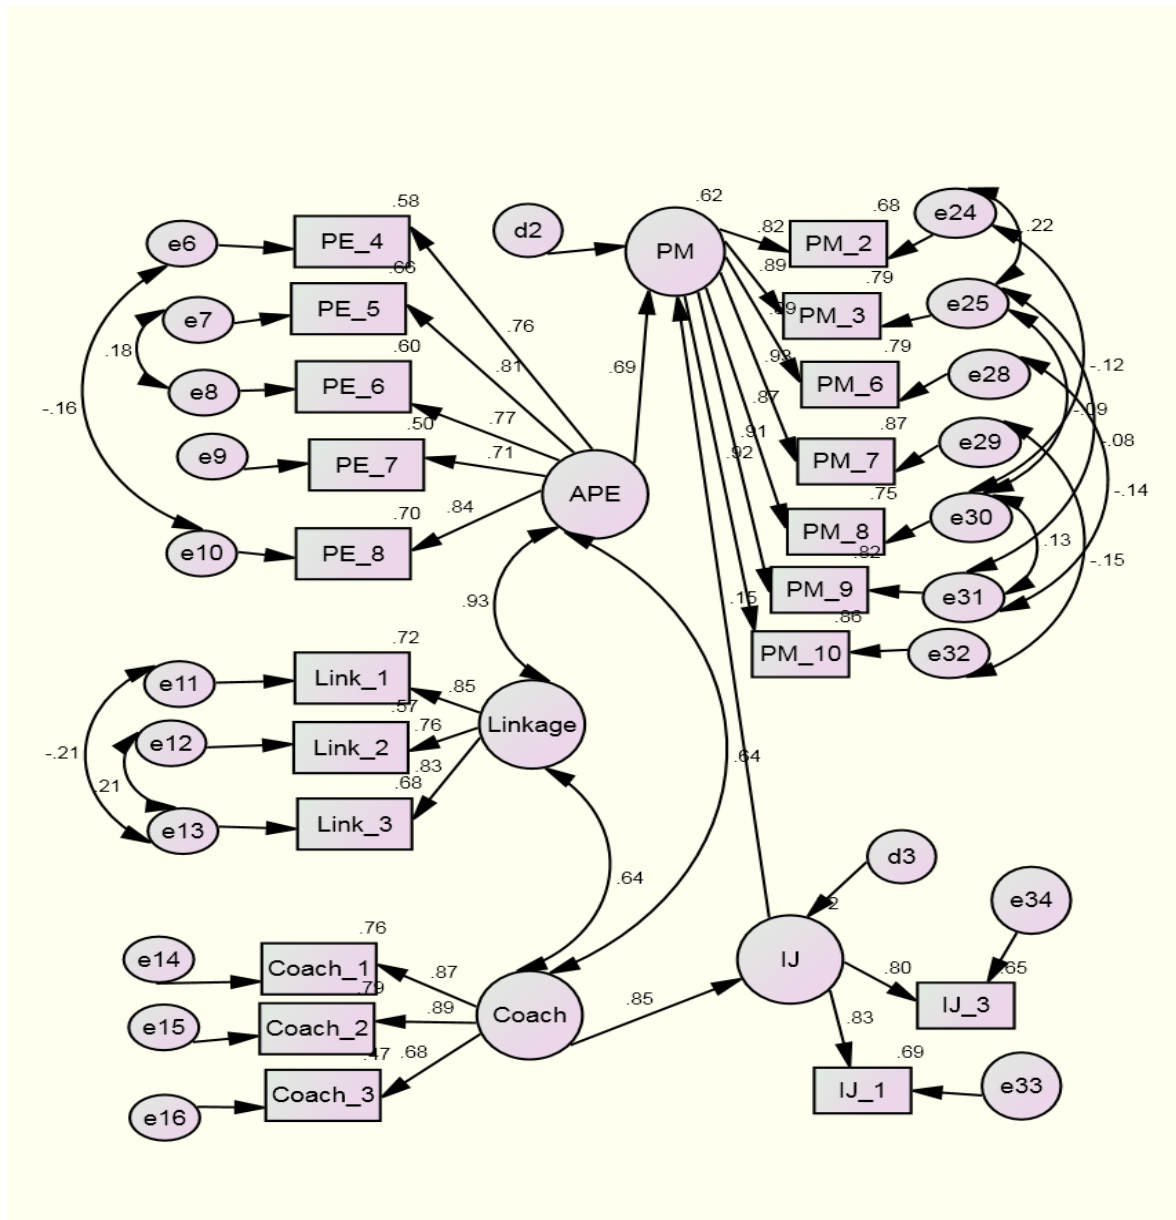 .62
.58
.68
e24
d2
.82
e6
PE_4
PM
PM_2
.22
.66
.89
.79
e7
PE_5
PM_3
e25
.76
.18
.60
.79
.81
.69
e8
PE_6
PM_6
e28
-.12
-.16
.77
.50
.87
-.09
.87
e9
PE_7
.71
.91
PM_7
e29
-.08
.92
APE
.75
-.14
.70
.84
e30
PM_8
.13
e10
PE_8
.82
-.15
PM_9
e31
.93
.15
.86
.72
PM_10
e32
e11
Link_1
.85
.57
.76
Linkage
e12
Link_2
-.21
.83
.64
.68
.21
e13
Link_3
d3
.64
e34
.76
e14
Coach_1
.87
IJ
.80
.65
.79
.89
.85
IJ_3
e15
Coach_2
Coach
.83
.47
.68
.69
Coach_3
IJ_1
e33
e16